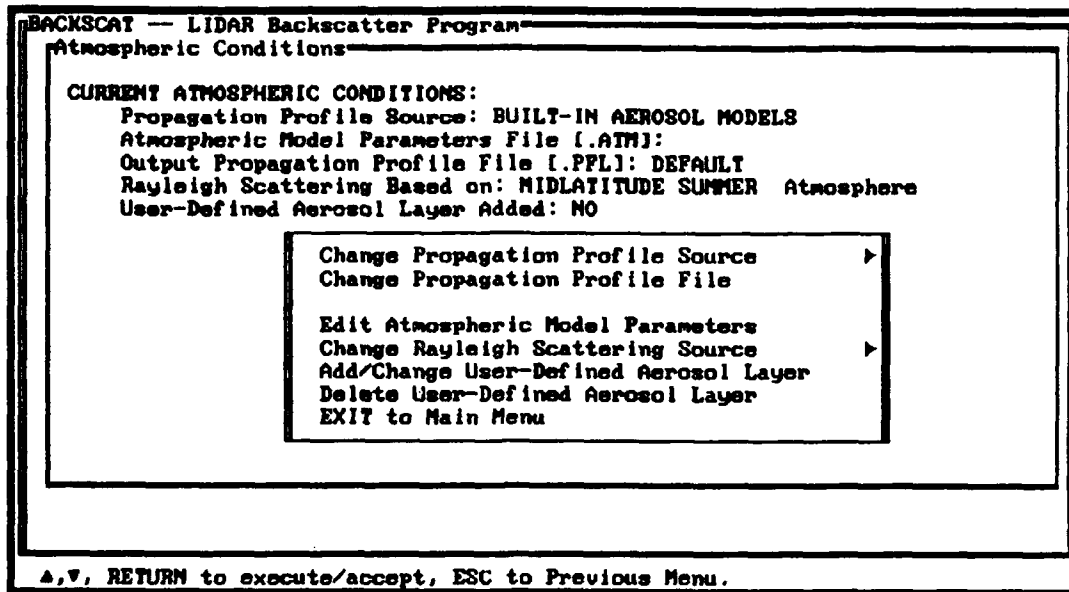 BACKSCAT — LIDAR Backscatter Program
Atmospheric Conditions
CURRENT ATMOSPHERIC CONDITIONS:
Propagation Profile Source: BUILT-IN AEROSOL MODELS
Atmospheric Model Parameters File [.ATM]:
Output Propagation Profile File [.PFL]: DEFAULT
Rayleigh Scattering Based on: MIDLATITUDE SUMMER Atmosphere
User-Defined Aerosol Layer Added: NO
Change Propagation Profile Source ▶
Change Propagation Profile File
Edit Atmospheric Model Parameters
Change Rayleigh Scattering Source ▶
Add/Change User-Defined Aerosol Layer
Delete User-Defined Aerosol Layer
EXIT to Main Menu
▲,▼, RETURN to execute/accept, ESC to Previous Menu.